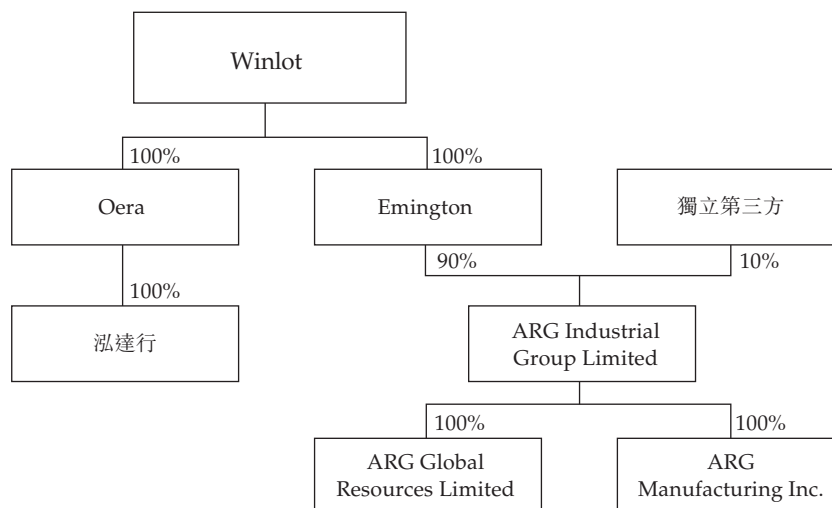 Winlot
100%
100%
Oera
Emington
獨立第三方
100%
90%
10%
泓達行
ARG Industrial
Group Limited
100%
100%
ARG Global
Resources Limited
ARG
Manufacturing Inc.